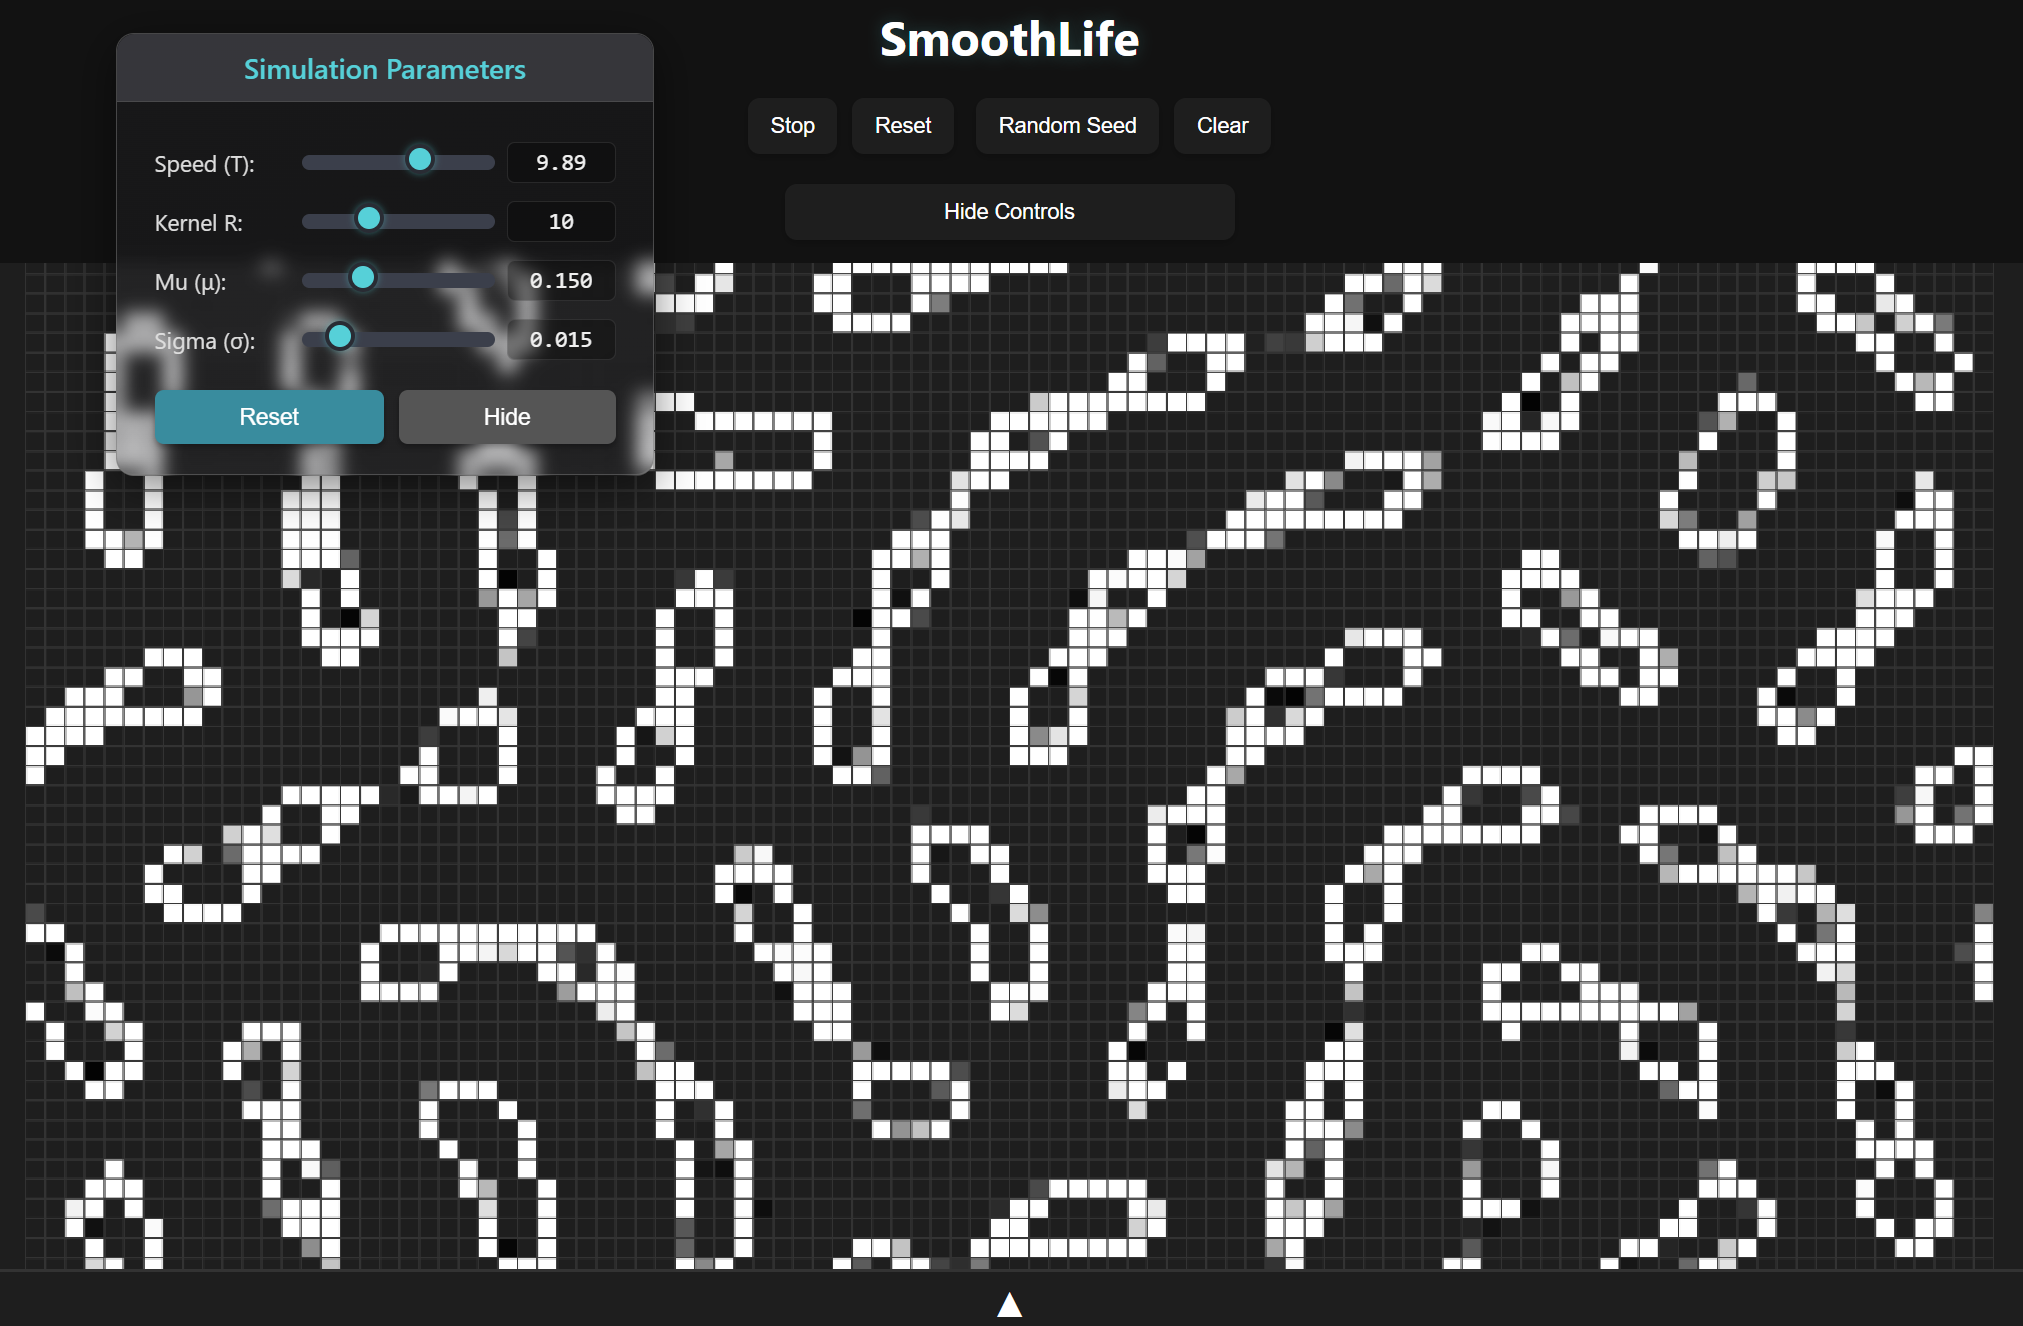 SmoothLife
Stop
Reset
Random Seed
Clear
Hide Controls
Simulation Parameters
Speed (T):
9.89
Kernel R:
10
Mu (μ):
0.150
Sigma (σ):
0.015
Reset
Hide
▲